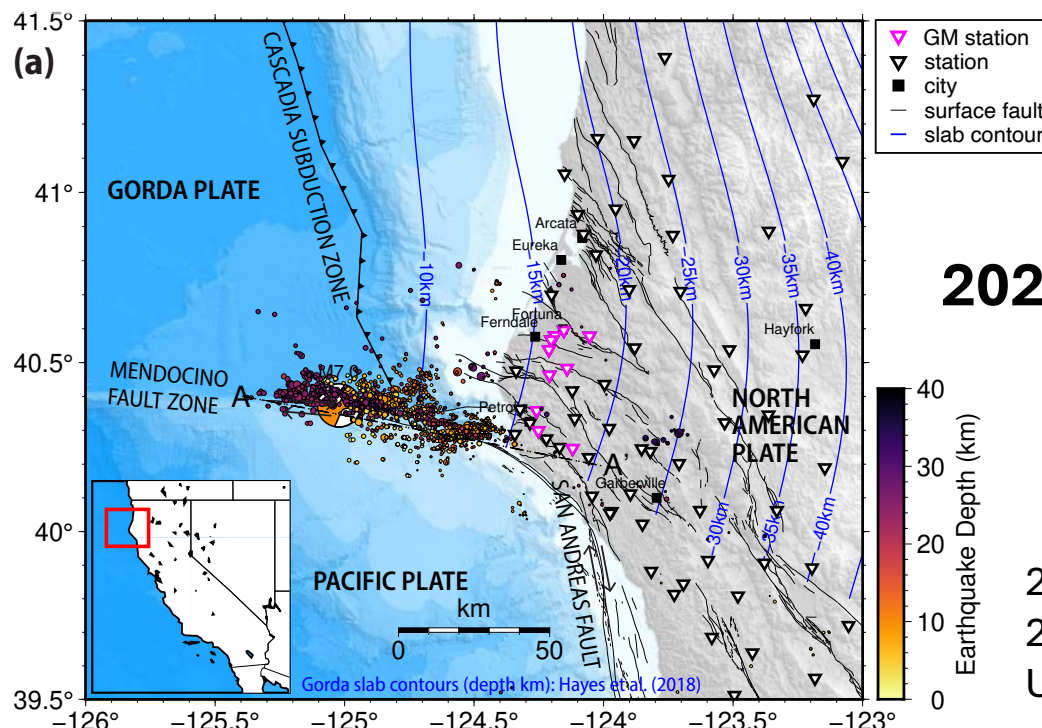 41.5°
(a)
CASCADIA SUBDUCTION ZONE
GM station
station
city
surface fault
slab contour
41°
GORDA PLATE
Arcata
Eureka
−10km
−15km
−20km
−25km
−30km
−35km
−40km
202
Fortuna
Ferndale
Hayfork
40.5°
MENDOCINO
FAULT ZONE
A
NORTH
AMERICAN
PLATE
A'
Garberville
40°
SAN ANDREAS FAULT
−30km
−35km
−40km
PACIFIC PLATE
km
0
50
Gorda slab contours (depth km): Hayes et al. (2018)
39.5°
−126°
−125.5°
−125°
−124.5°
−124°
−123.5°
−123°
40
30
20
10
0
Earthquake Depth (km)
2
2
U